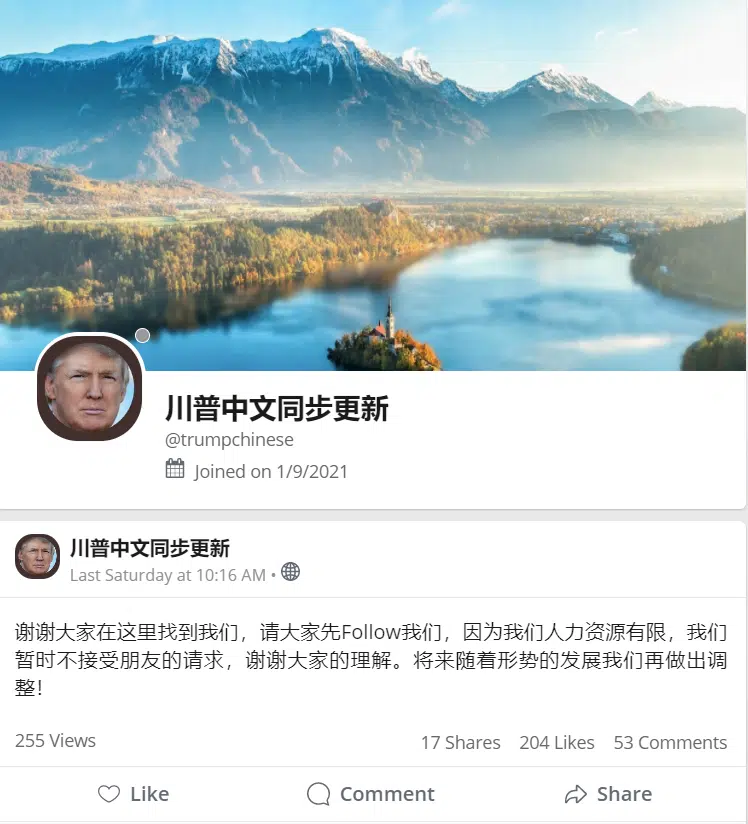 川普中文同步更新
@trumpchinese
Joined on 1/9/2021
川普中文同步更新
Last Saturday at 10:16 AM •
谢谢大家在这里找到我们，请大家先Follow我们，因为我们人力资源有限，我们
暂时不接受朋友的请求，谢谢大家的理解。将来随着形势的发展我们再做出调
整！
255 Views 17 Shares 204 Likes 53 Comments
Like Comment Share